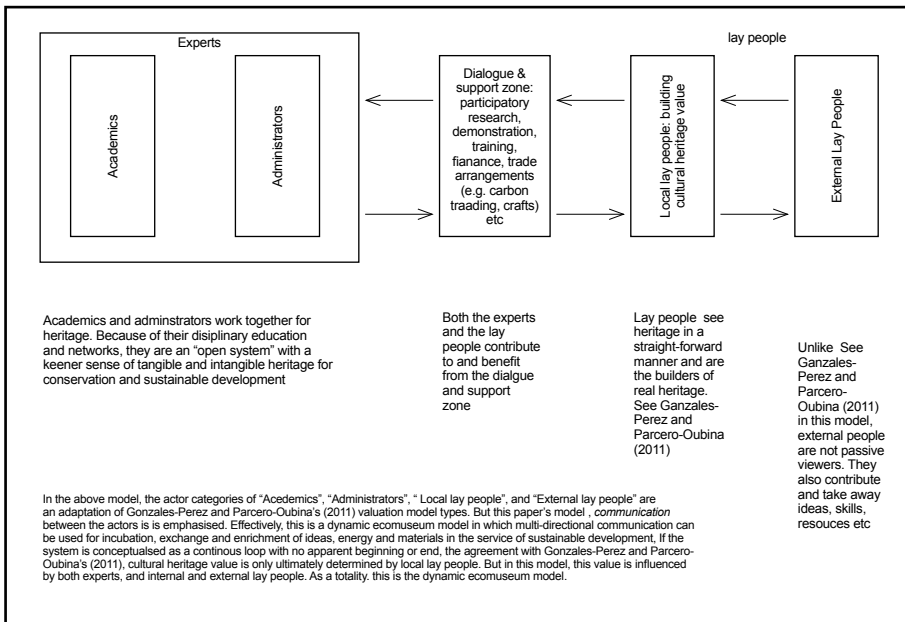 Experts
lay people
Academics
Administrators
Dialogue &
support zone:
participatory
research,
demonstration,
training,
fianance, trade
arrangements
(e.g. carbon
traading, crafts)
etc
Local lay people: building
cultural heritage value
External Lay People
Academics and adminstrators work together for
heritage. Because of their disiplinary education
and networks, they are an “open system” with a
keener sense of tangible and intangible heritage for
conservation and sustainable development
Both the experts
and the lay
people contribute
to and benefit
from the dialgue
and support
zone
Lay people see
heritage in a
straight-forward
manner and are
the builders of
real heritage.
See Ganzales-
Perez and
Parcero-Oubina
(2011)
Unlike See
Ganzales-
Perez and
Parcero-
Oubina (2011)
in this model,
external people
are not passive
viewers. They
also contribute
and take away
ideas, skills,
resouces etc
In the above model, the actor categories of “Acedemics”, “Administrators”, “ Local lay people”, and “External lay people” are
an adaptation of Gonzales-Perez and Parcero-Oubina’s (2011) valuation model types. But this paper’s model , communication
between the actors is is emphasised. Effectively, this is a dynamic ecomuseum model in which multi-directional communication can
be used for incubation, exchange and enrichment of ideas, energy and materials in the service of sustainable development, If the
system is conceptualsed as a continous loop with no apparent beginning or end, the agreement with Gonzales-Perez and Parcero-
Oubina’s (2011), cultural heritage value is only ultimately determined by local lay people. But in this model, this value is influenced
by both experts, and internal and external lay people. As a totality. this is the dynamic ecomuseum model.